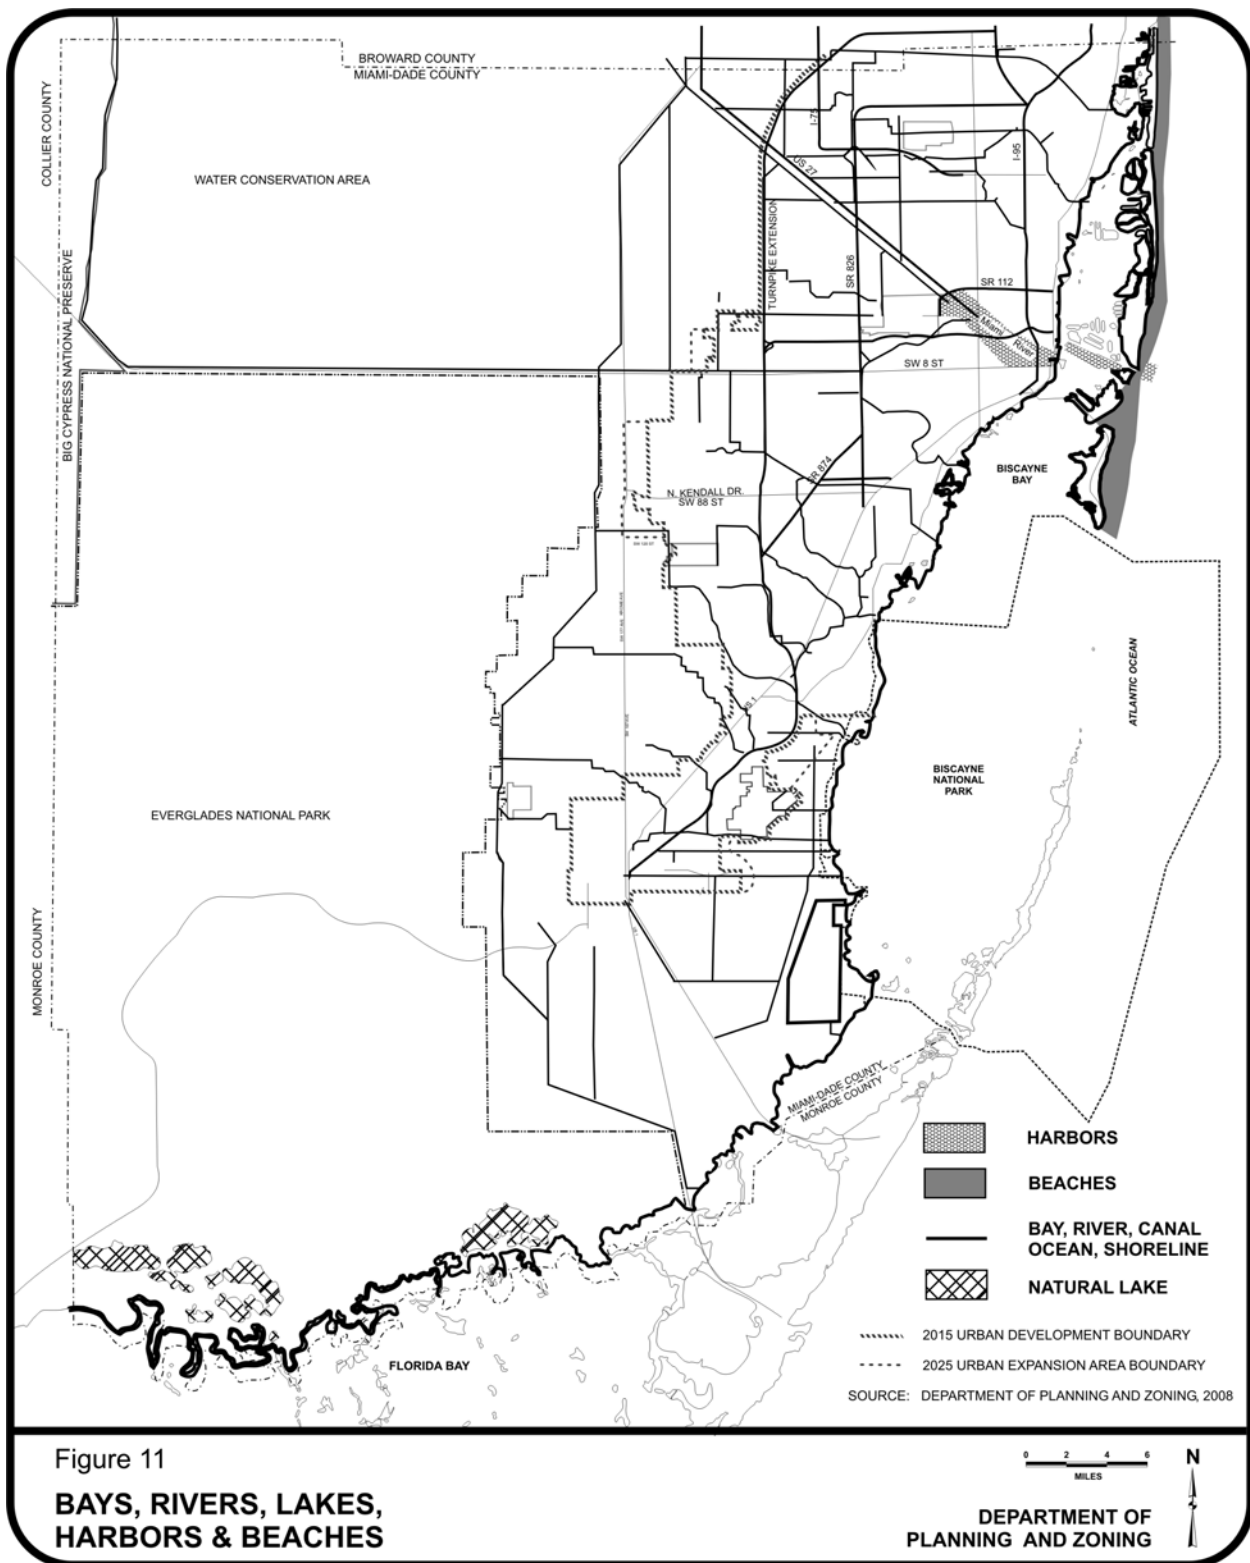 BROWARD COUNTY
MIAMI-DADE COUNTY
COLLIER COUNTY
WATER CONSERVATION AREA
BIG CYPRESS NATIONAL PRESERVE
I-75
I-95
US 27
TURNPIKE EXTENSION
SR 826
SR 112
Miami
River
SW 8 ST
SR 874
N. KENDALL DR.
SW 88 ST
BISCAYNE
BAY
ATLANTIC OCEAN
US 1
BISCAYNE
NATIONAL
PARK
EVERGLADES NATIONAL PARK
MONROE COUNTY
MIAMI-DADE COUNTY
MONROE COUNTY
FLORIDA BAY
HARBORS
BEACHES
BAY, RIVER, CANAL
OCEAN, SHORELINE
NATURAL LAKE
2015 URBAN DEVELOPMENT BOUNDARY
2025 URBAN EXPANSION AREA BOUNDARY
SOURCE: DEPARTMENT OF PLANNING AND ZONING, 2008
Figure 11
BAYS, RIVERS, LAKES,
HARBORS & BEACHES
0 2 4 6
MILES
N
DEPARTMENT OF
PLANNING AND ZONING